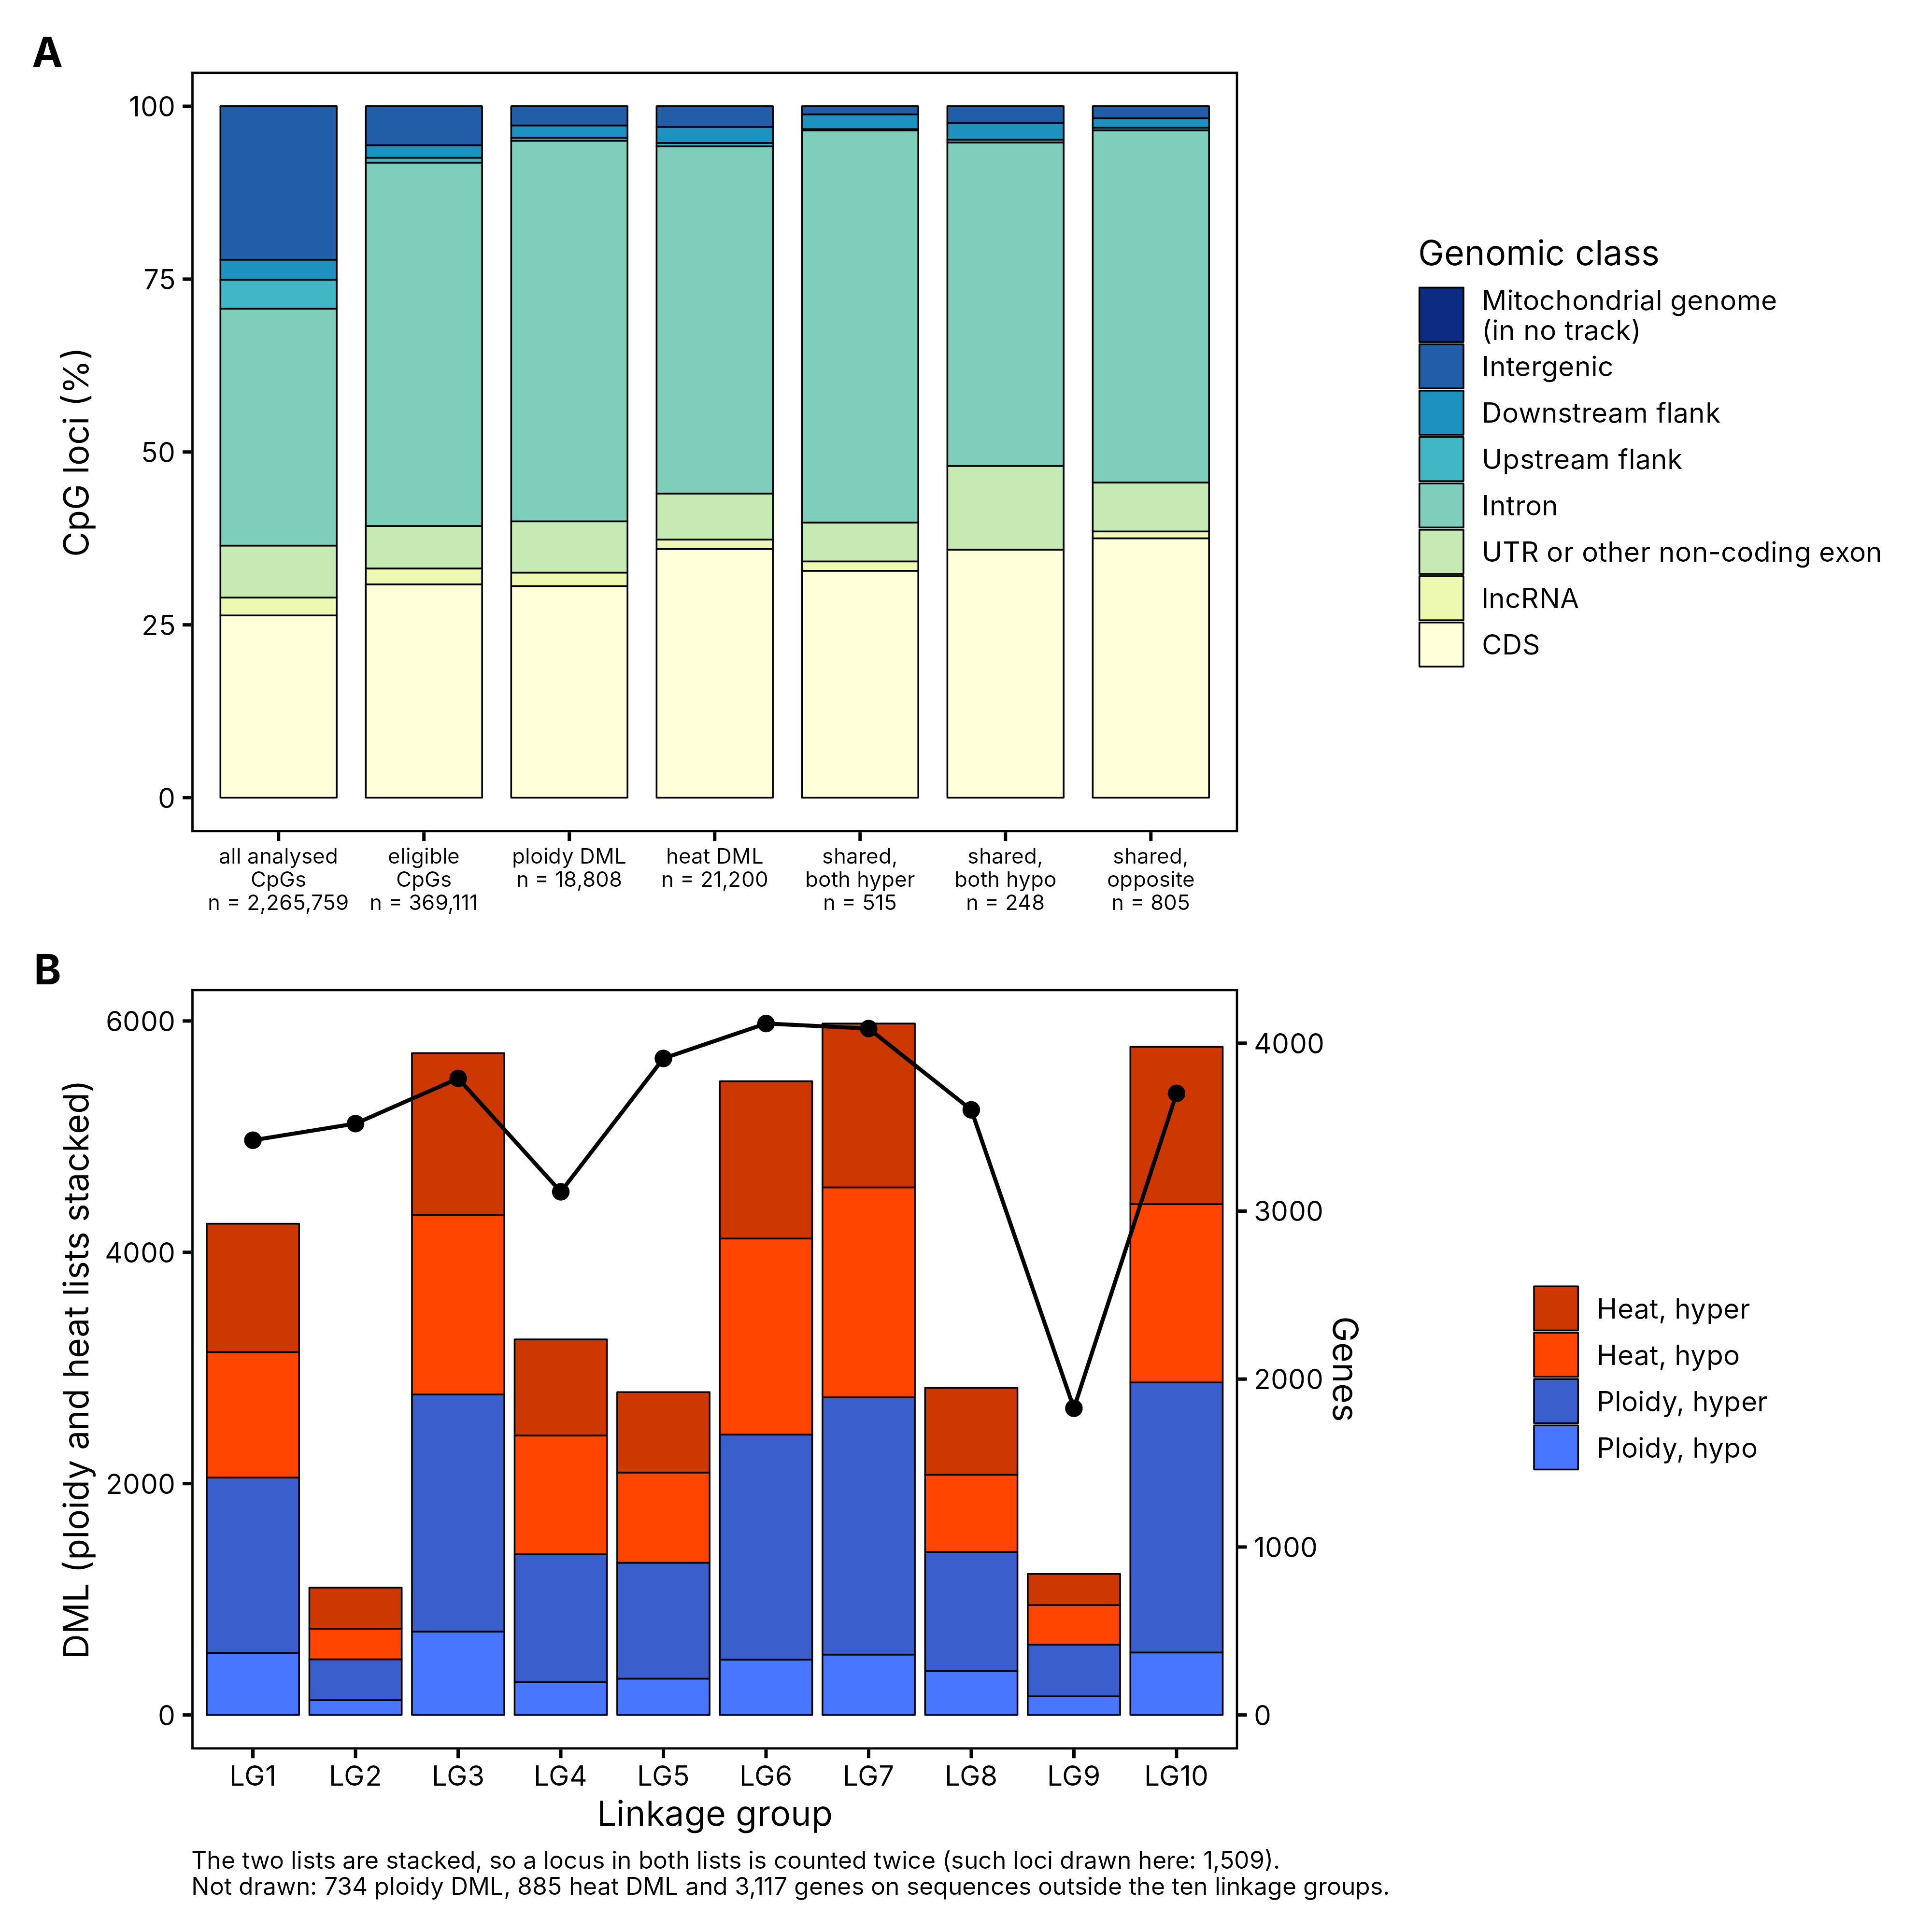 A
CpG loci (%)
100
75
50
25
0
all analysed
CpGs
n = 2,265,759
eligible
CpGs
n = 369,111
ploidy DML
n = 18,808
heat DML
n = 21,200
shared,
both hyper
n = 515
shared,
both hypo
n = 248
shared,
opposite
n = 805
Genomic class
Mitochondrial genome
(in no track)
Intergenic
Downstream flank
Upstream flank
Intron
UTR or other non-coding exon
lncRNA
CDS
B
DML (ploidy and heat lists stacked)
6000
4000
2000
0
4000
3000
2000
1000
0
Genes
LG1
LG2
LG3
LG4
LG5
LG6
LG7
LG8
LG9
LG10
Linkage group
Heat, hyper
Heat, hypo
Ploidy, hyper
Ploidy, hypo
The two lists are stacked, so a locus in both lists is counted twice (such loci drawn here: 1,509).
Not drawn: 734 ploidy DML, 885 heat DML and 3,117 genes on sequences outside the ten linkage groups.